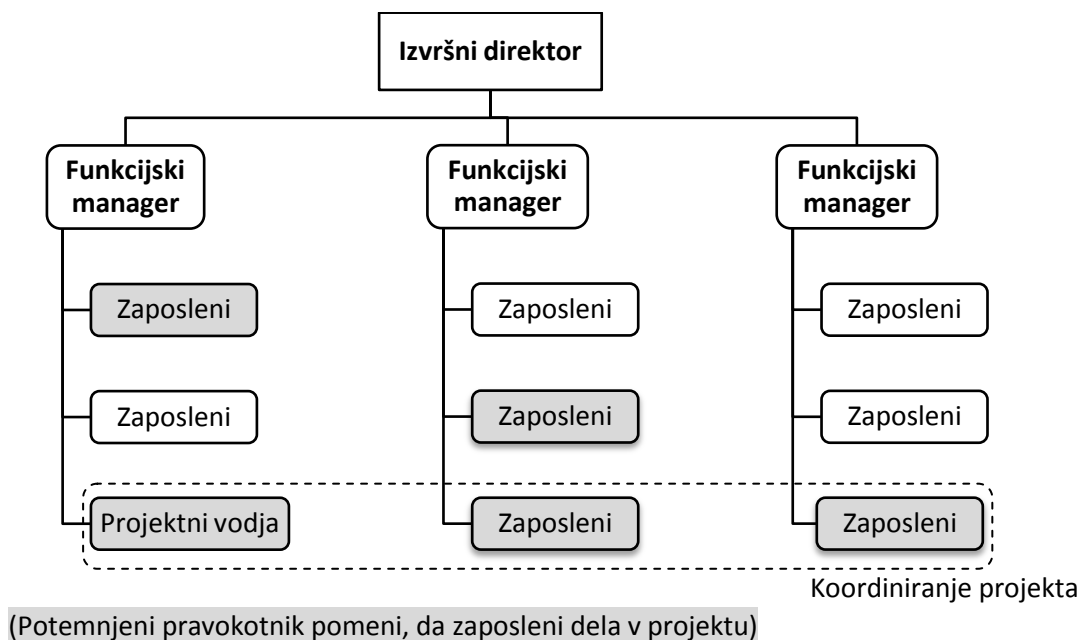 Izvršni direktor
Funkcijski
manager
Funkcijski
manager
Funkcijski
manager
Zaposleni
Zaposleni
Zaposleni
Zaposleni
Zaposleni
Zaposleni
Projektni vodja
Zaposleni
Zaposleni
Koordiniranje projekta
(Potemnjeni pravokotnik pomeni, da zaposleni dela v projektu)